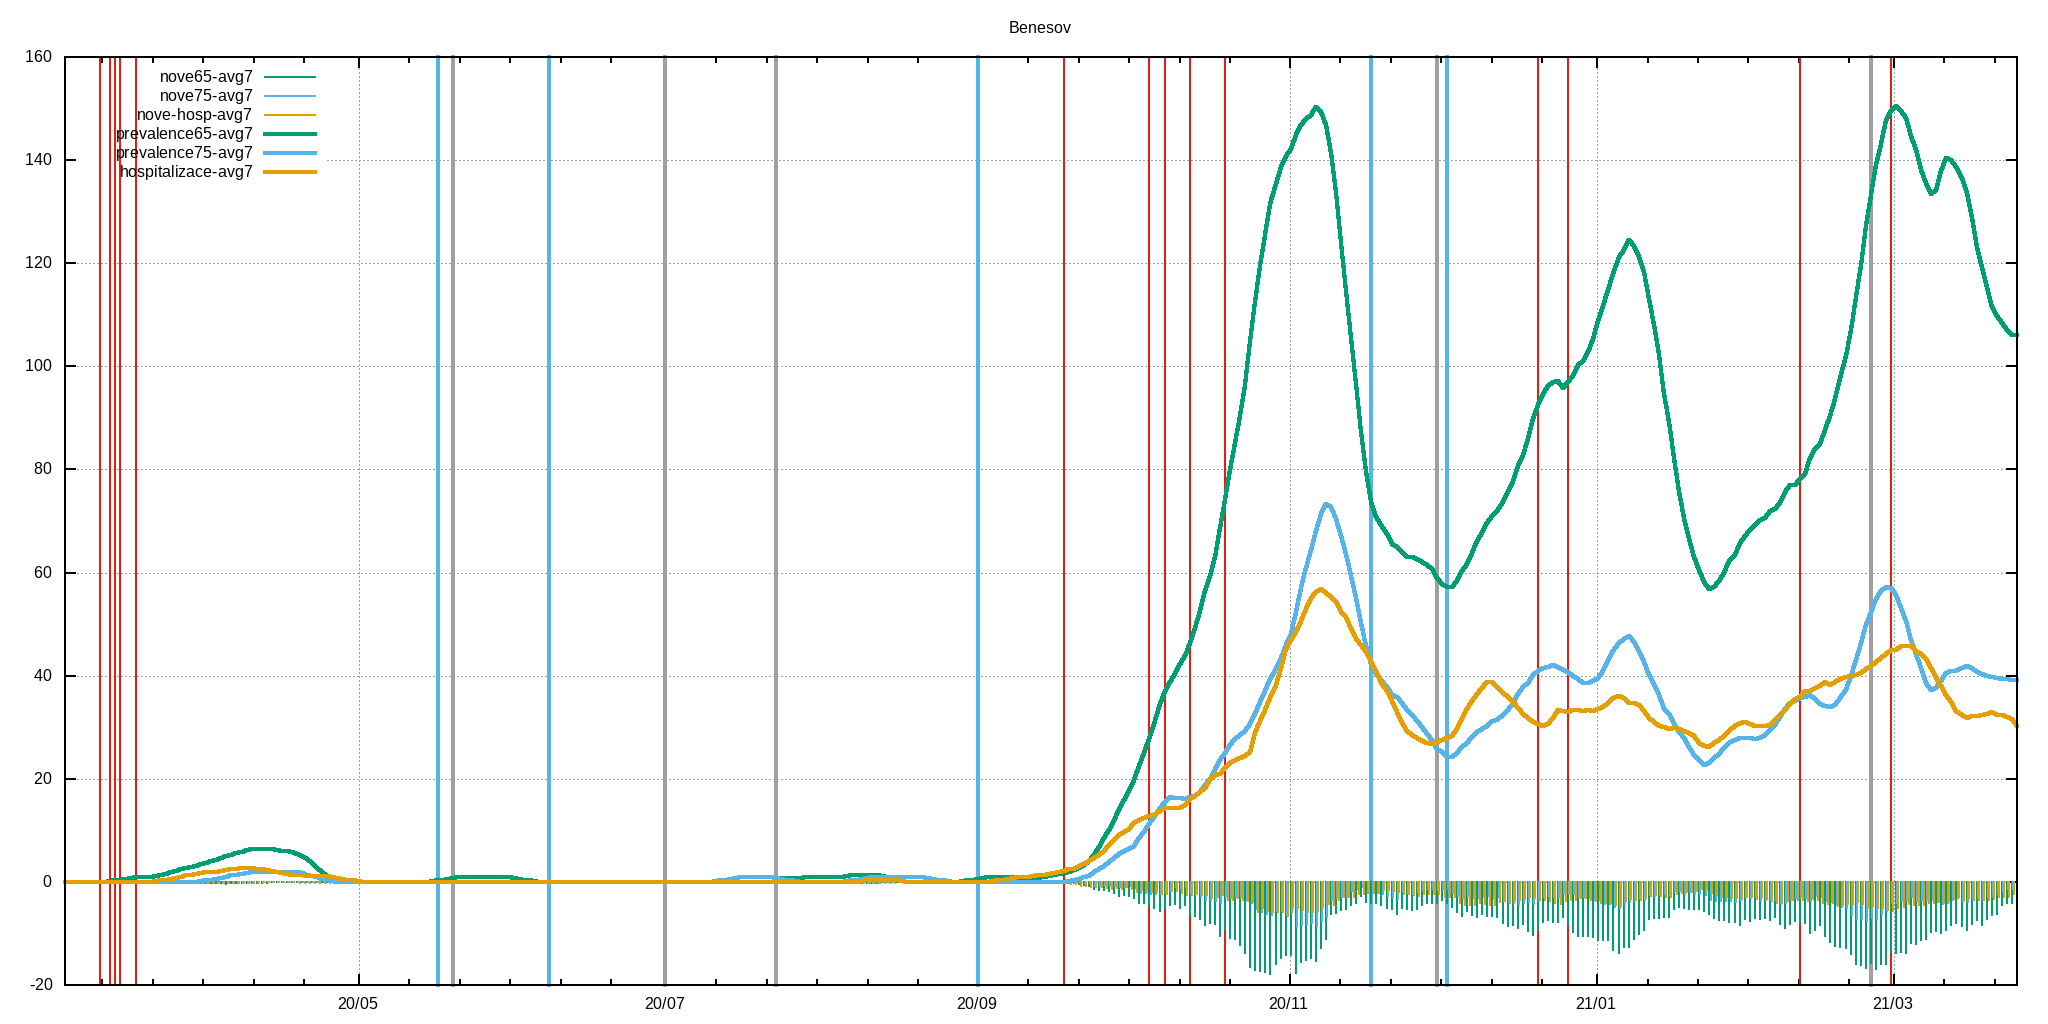 Benesov
160
140
120
100
80
60
40
20
0
-20
nove65-avg7
nove75-avg7
nove-hosp-avg7
prevalence65-avg7
prevalence75-avg7
hospitalizace-avg7
20/05 20/07 20/09 20/11 21/01 21/03